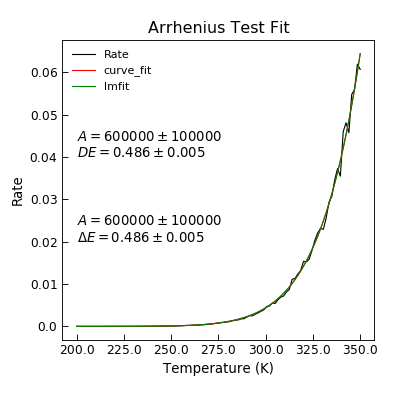 Arrhenius Test Fit
Rate
curve_fit
lmfit
A = 600000 ± 100000
DE = 0.486 ± 0.005
A = 600000 ± 100000
ΔE = 0.486 ± 0.005
0.06
0.05
0.04
0.03
0.02
0.01
0.0
Rate
200.0 225.0 250.0 275.0 300.0 325.0 350.0
Temperature (K)